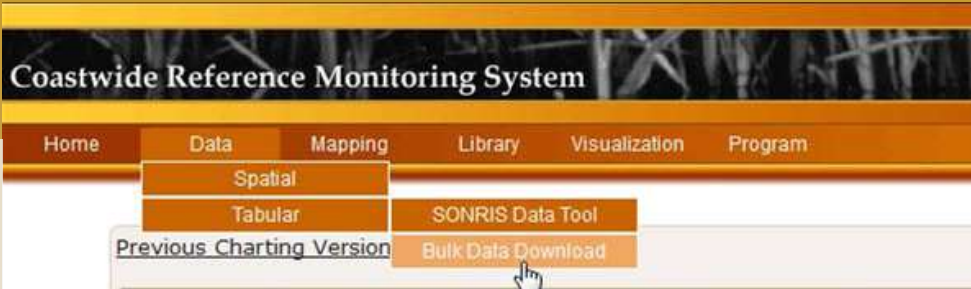 Coastwide Reference Monitoring System
Home Data Mapping Library Visualization Program
Spatial
Tabular SONRIS Data Tool
Previous Charting Version Bulk Data Download